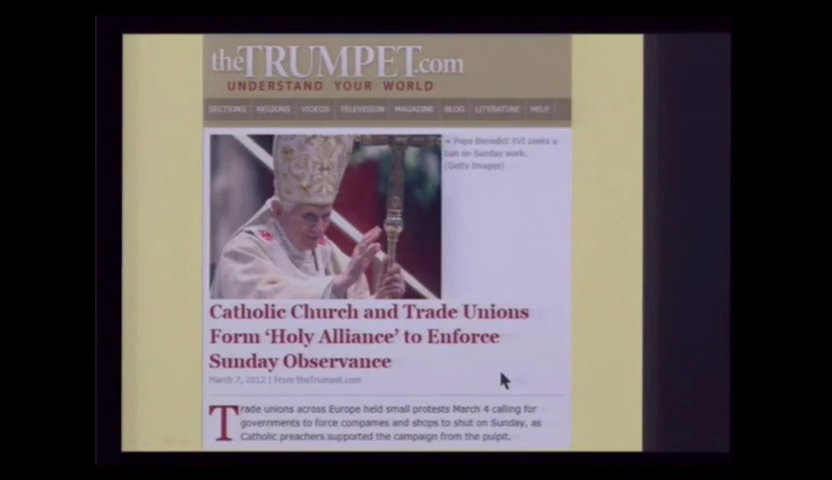 theTRUMPET.com
UNDERSTAND YOUR WORLD
SECTIONS REGIONS VIDEOS TELEVISION MAGAZINE BLOG LITERATURE HELP
Pope Benedict XVI seeks a
ban on Sunday work.
(Getty Images)
Catholic Church and Trade Unions
Form ‘Holy Alliance’ to Enforce
Sunday Observance
March 7, 2012 | From theTrumpet.com
Trade unions across Europe held small protests March 4 calling for
governments to force companies and shops to shut on Sunday, as
Catholic preachers supported the campaign from the pulpit.